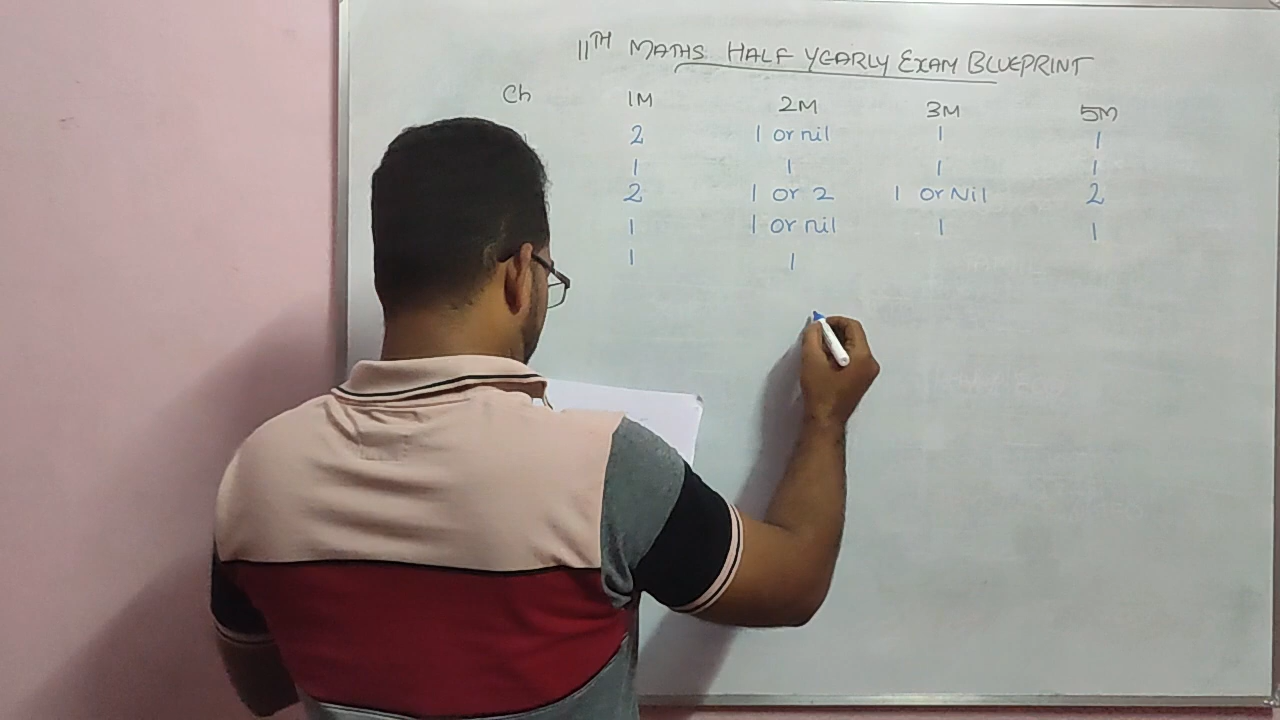 11TH MATHS HALF YEARLY EXAM BLUEPRINT
Ch 1M 2M 3M 5M
2 1 or nil 1 1
1 1 1 1
2 1 or 2 1 or Nil 2
1 1 or nil 1 1
1 1